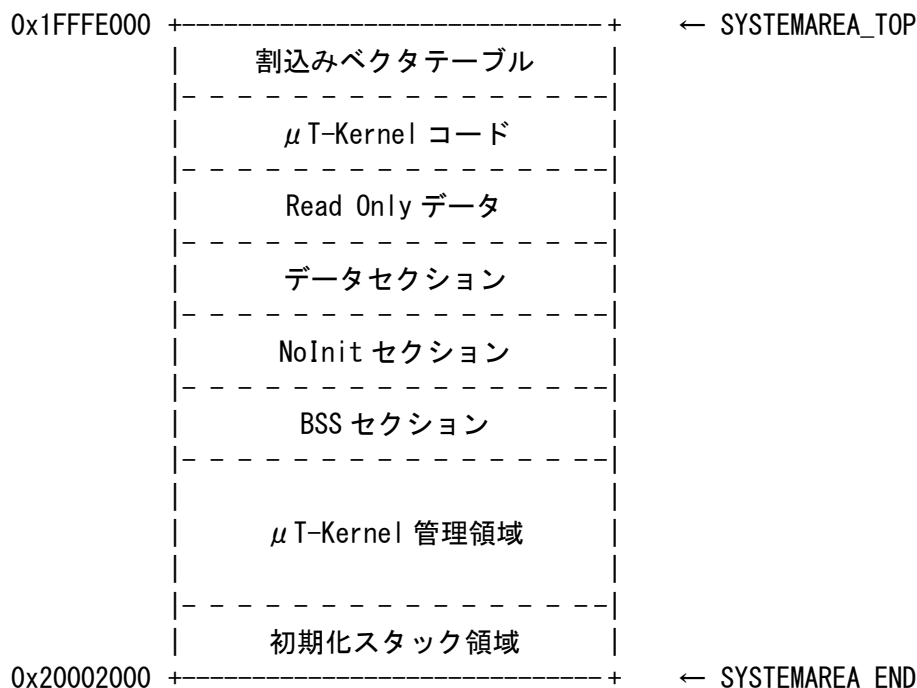 0x1FFFE000 +------------------------------+ ← SYSTEMAREA_TOP
| 割込みベクタテーブル |
|- - - - - - - - - - - - - - - -|
| μT-Kernel コード |
|- - - - - - - - - - - - - - - -|
| Read Only データ |
|- - - - - - - - - - - - - - - -|
| データセクション |
|- - - - - - - - - - - - - - - -|
| NoInit セクション |
|- - - - - - - - - - - - - - - -|
| BSS セクション |
|- - - - - - - - - - - - - - - -|
| |
| μT-Kernel 管理領域 |
| |
|- - - - - - - - - - - - - - - -|
| 初期化スタック領域 |
0x20002000 +------------------------------+ ← SYSTEMAREA END